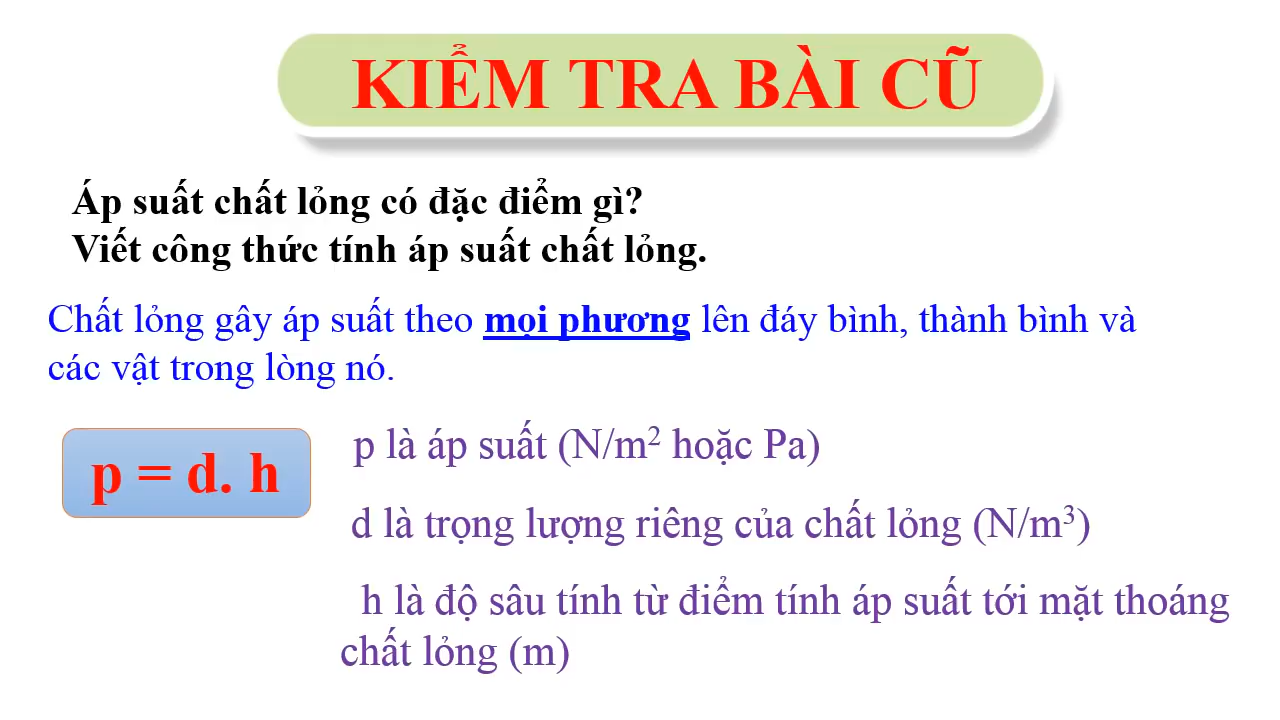 KIỂM TRA BÀI CŨ
Áp suất chất lỏng có đặc điểm gì?
Viết công thức tính áp suất chất lỏng.
Chất lỏng gây áp suất theo mọi phương lên đáy bình, thành bình và
các vật trong lòng nó.
p = d. h
p là áp suất (N/m² hoặc Pa)
d là trọng lượng riêng của chất lỏng (N/m³)
h là độ sâu tính từ điểm tính áp suất tới mặt thoáng
chất lỏng (m)